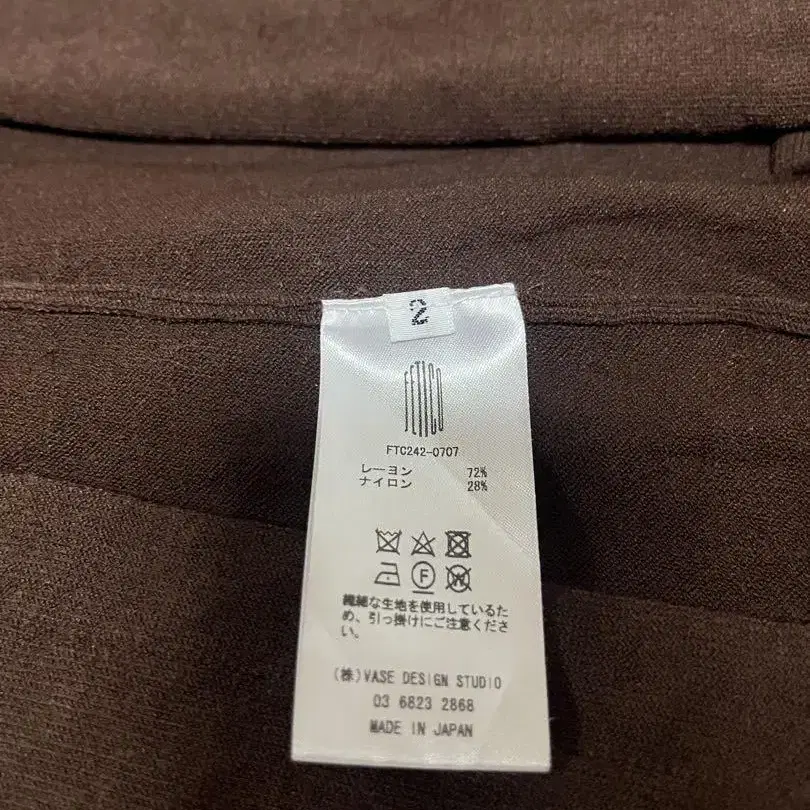 2
FETICO
FTC242-0707
レーヨン 72%
ナイロン 28%
F
W
繊細な生地を使用しているた
め、引っ掛けにご注意くださ
い。
(株)VASE DESIGN STUDIO
03 6823 2868
MADE IN JAPAN